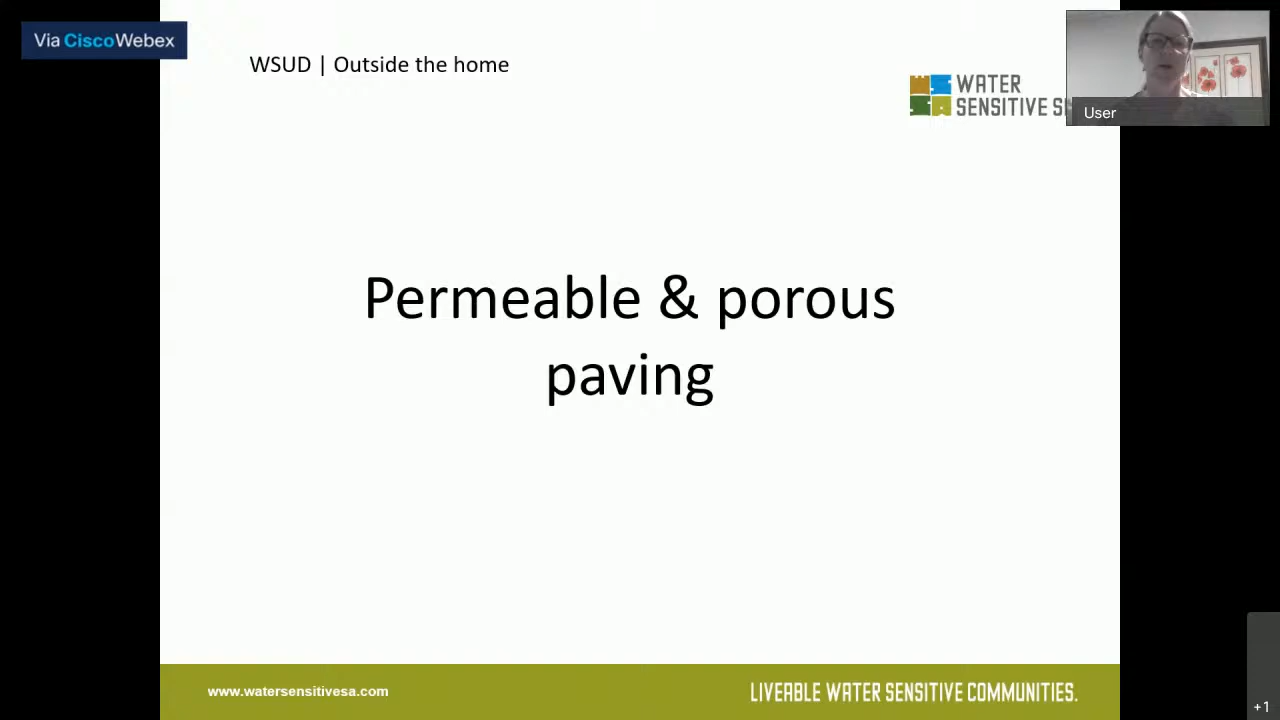 Via CiscoWebex
WSUD | Outside the home
WATER
SENSITIVE
User
Permeable & porous
paving
www.watersensitivesa.com
LIVEABLE WATER SENSITIVE COMMUNITIES.
+1